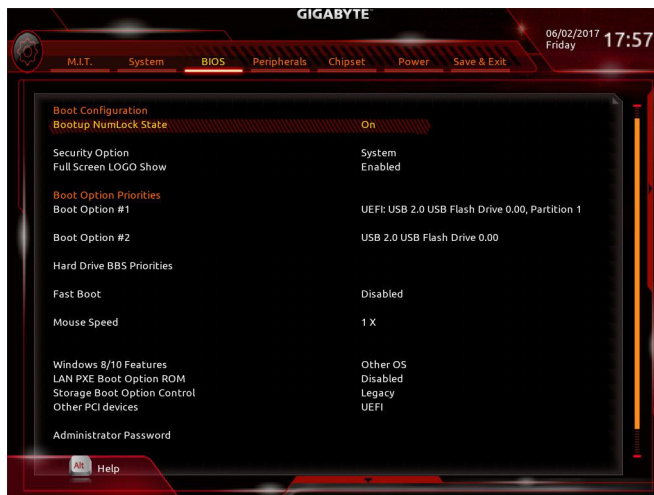 GIGABYTE™
06/02/2017 Friday 17:57
M.I.T. System BIOS Peripherals Chipset Power Save & Exit
Boot Configuration
Bootup NumLock State On
Security Option System
Full Screen LOGO Show Enabled
Boot Option Priorities
Boot Option #1 UEFI: USB 2.0 USB Flash Drive 0.00, Partition 1
Boot Option #2 USB 2.0 USB Flash Drive 0.00
Hard Drive BBS Priorities
Fast Boot Disabled
Mouse Speed 1 X
Windows 8/10 Features Other OS
LAN PXE Boot Option ROM Disabled
Storage Boot Option Control Legacy
Other PCI devices UEFI
Administrator Password
Alt Help